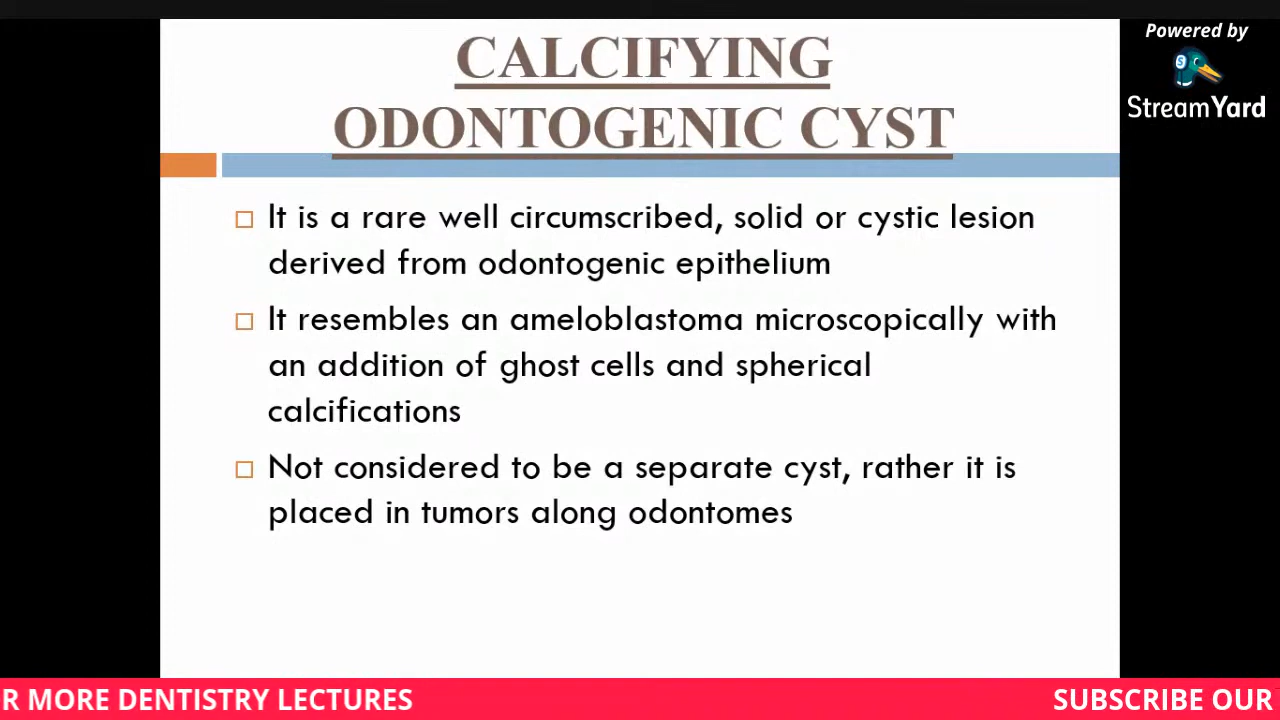 CALCIFYING
ODONTOGENIC CYST
Powered by
StreamYard
It is a rare well circumscribed, solid or cystic lesion
derived from odontogenic epithelium
It resembles an ameloblastoma microscopically with
an addition of ghost cells and spherical
calcifications
Not considered to be a separate cyst, rather it is
placed in tumors along odontomes
R MORE DENTISTRY LECTURES
SUBSCRIBE OUR